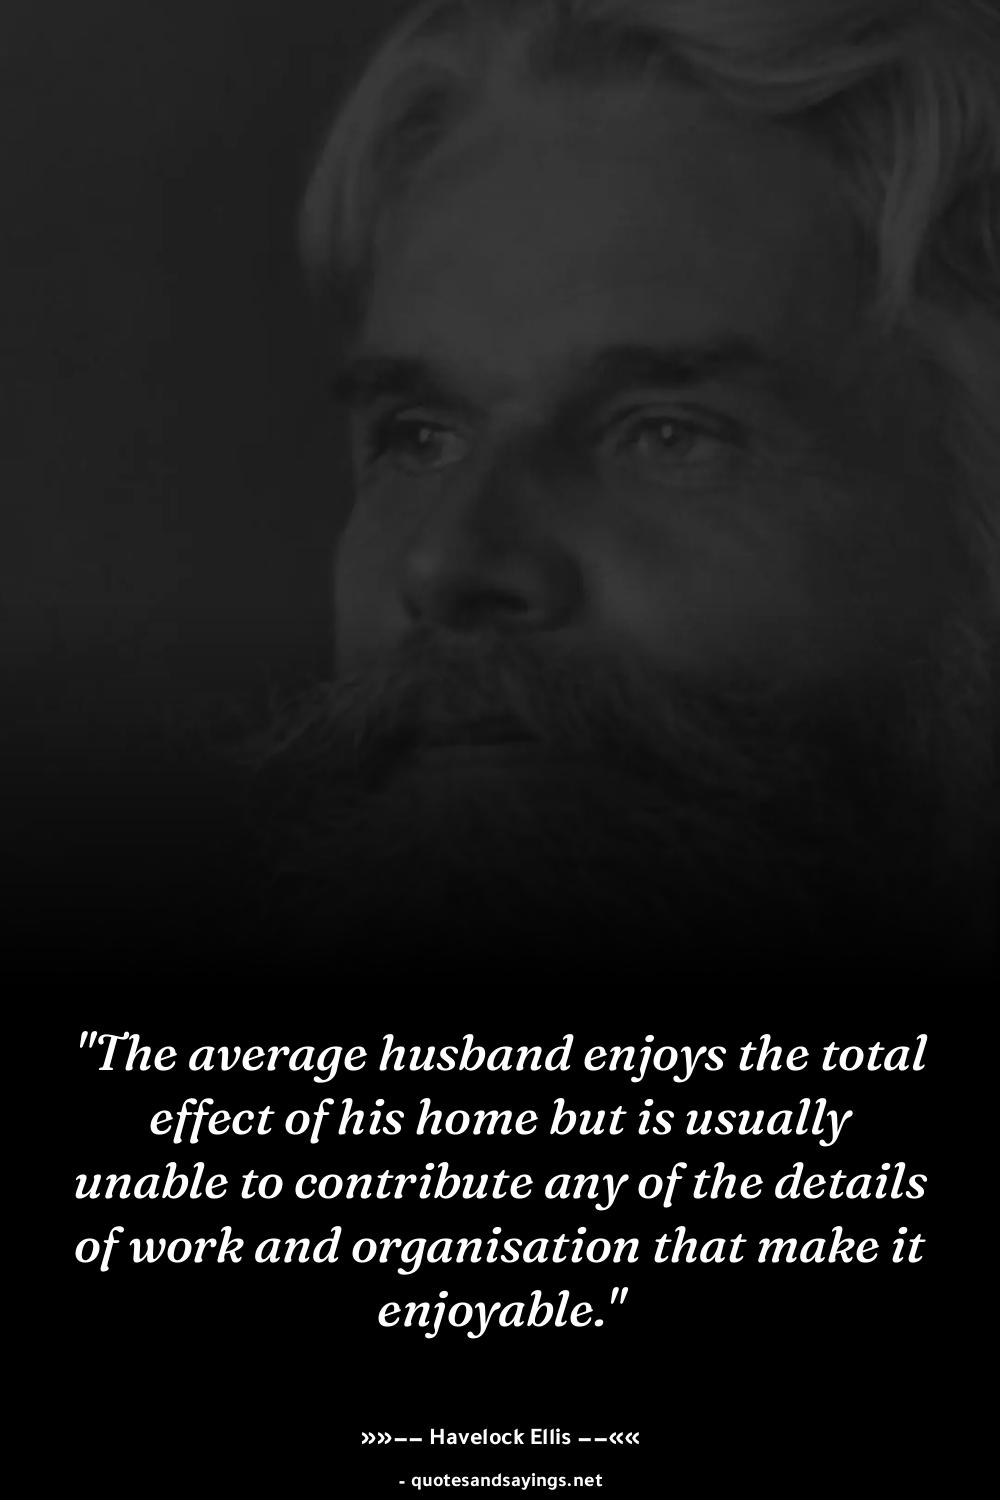 "The average husband enjoys the total
effect of his home but is usually
unable to contribute any of the details
of work and organisation that make it
enjoyable."
»»−− Havelock Ellis −−««
- quotesandsayings.net